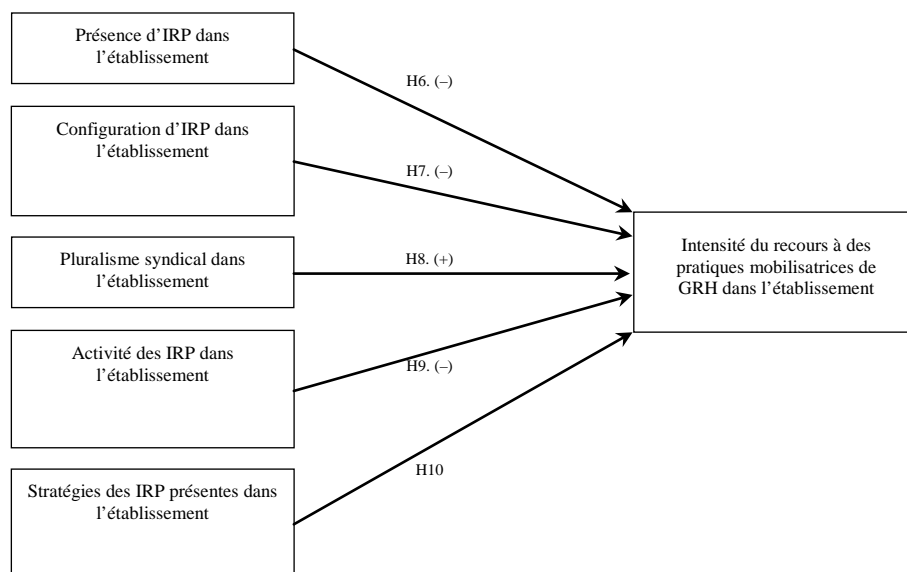 Présence d’IRP dans
l’établissement
H6. (–)
Configuration d’IRP dans
l’établissement
H7. (–)
Pluralisme syndical dans
l’établissement
H8. (+)
Intensité du recours à des
pratiques mobilisatrices de
GRH dans l’établissement
Activité des IRP dans
l’établissement
H9. (–)
Stratégies des IRP présentes dans
l’établissement
H10